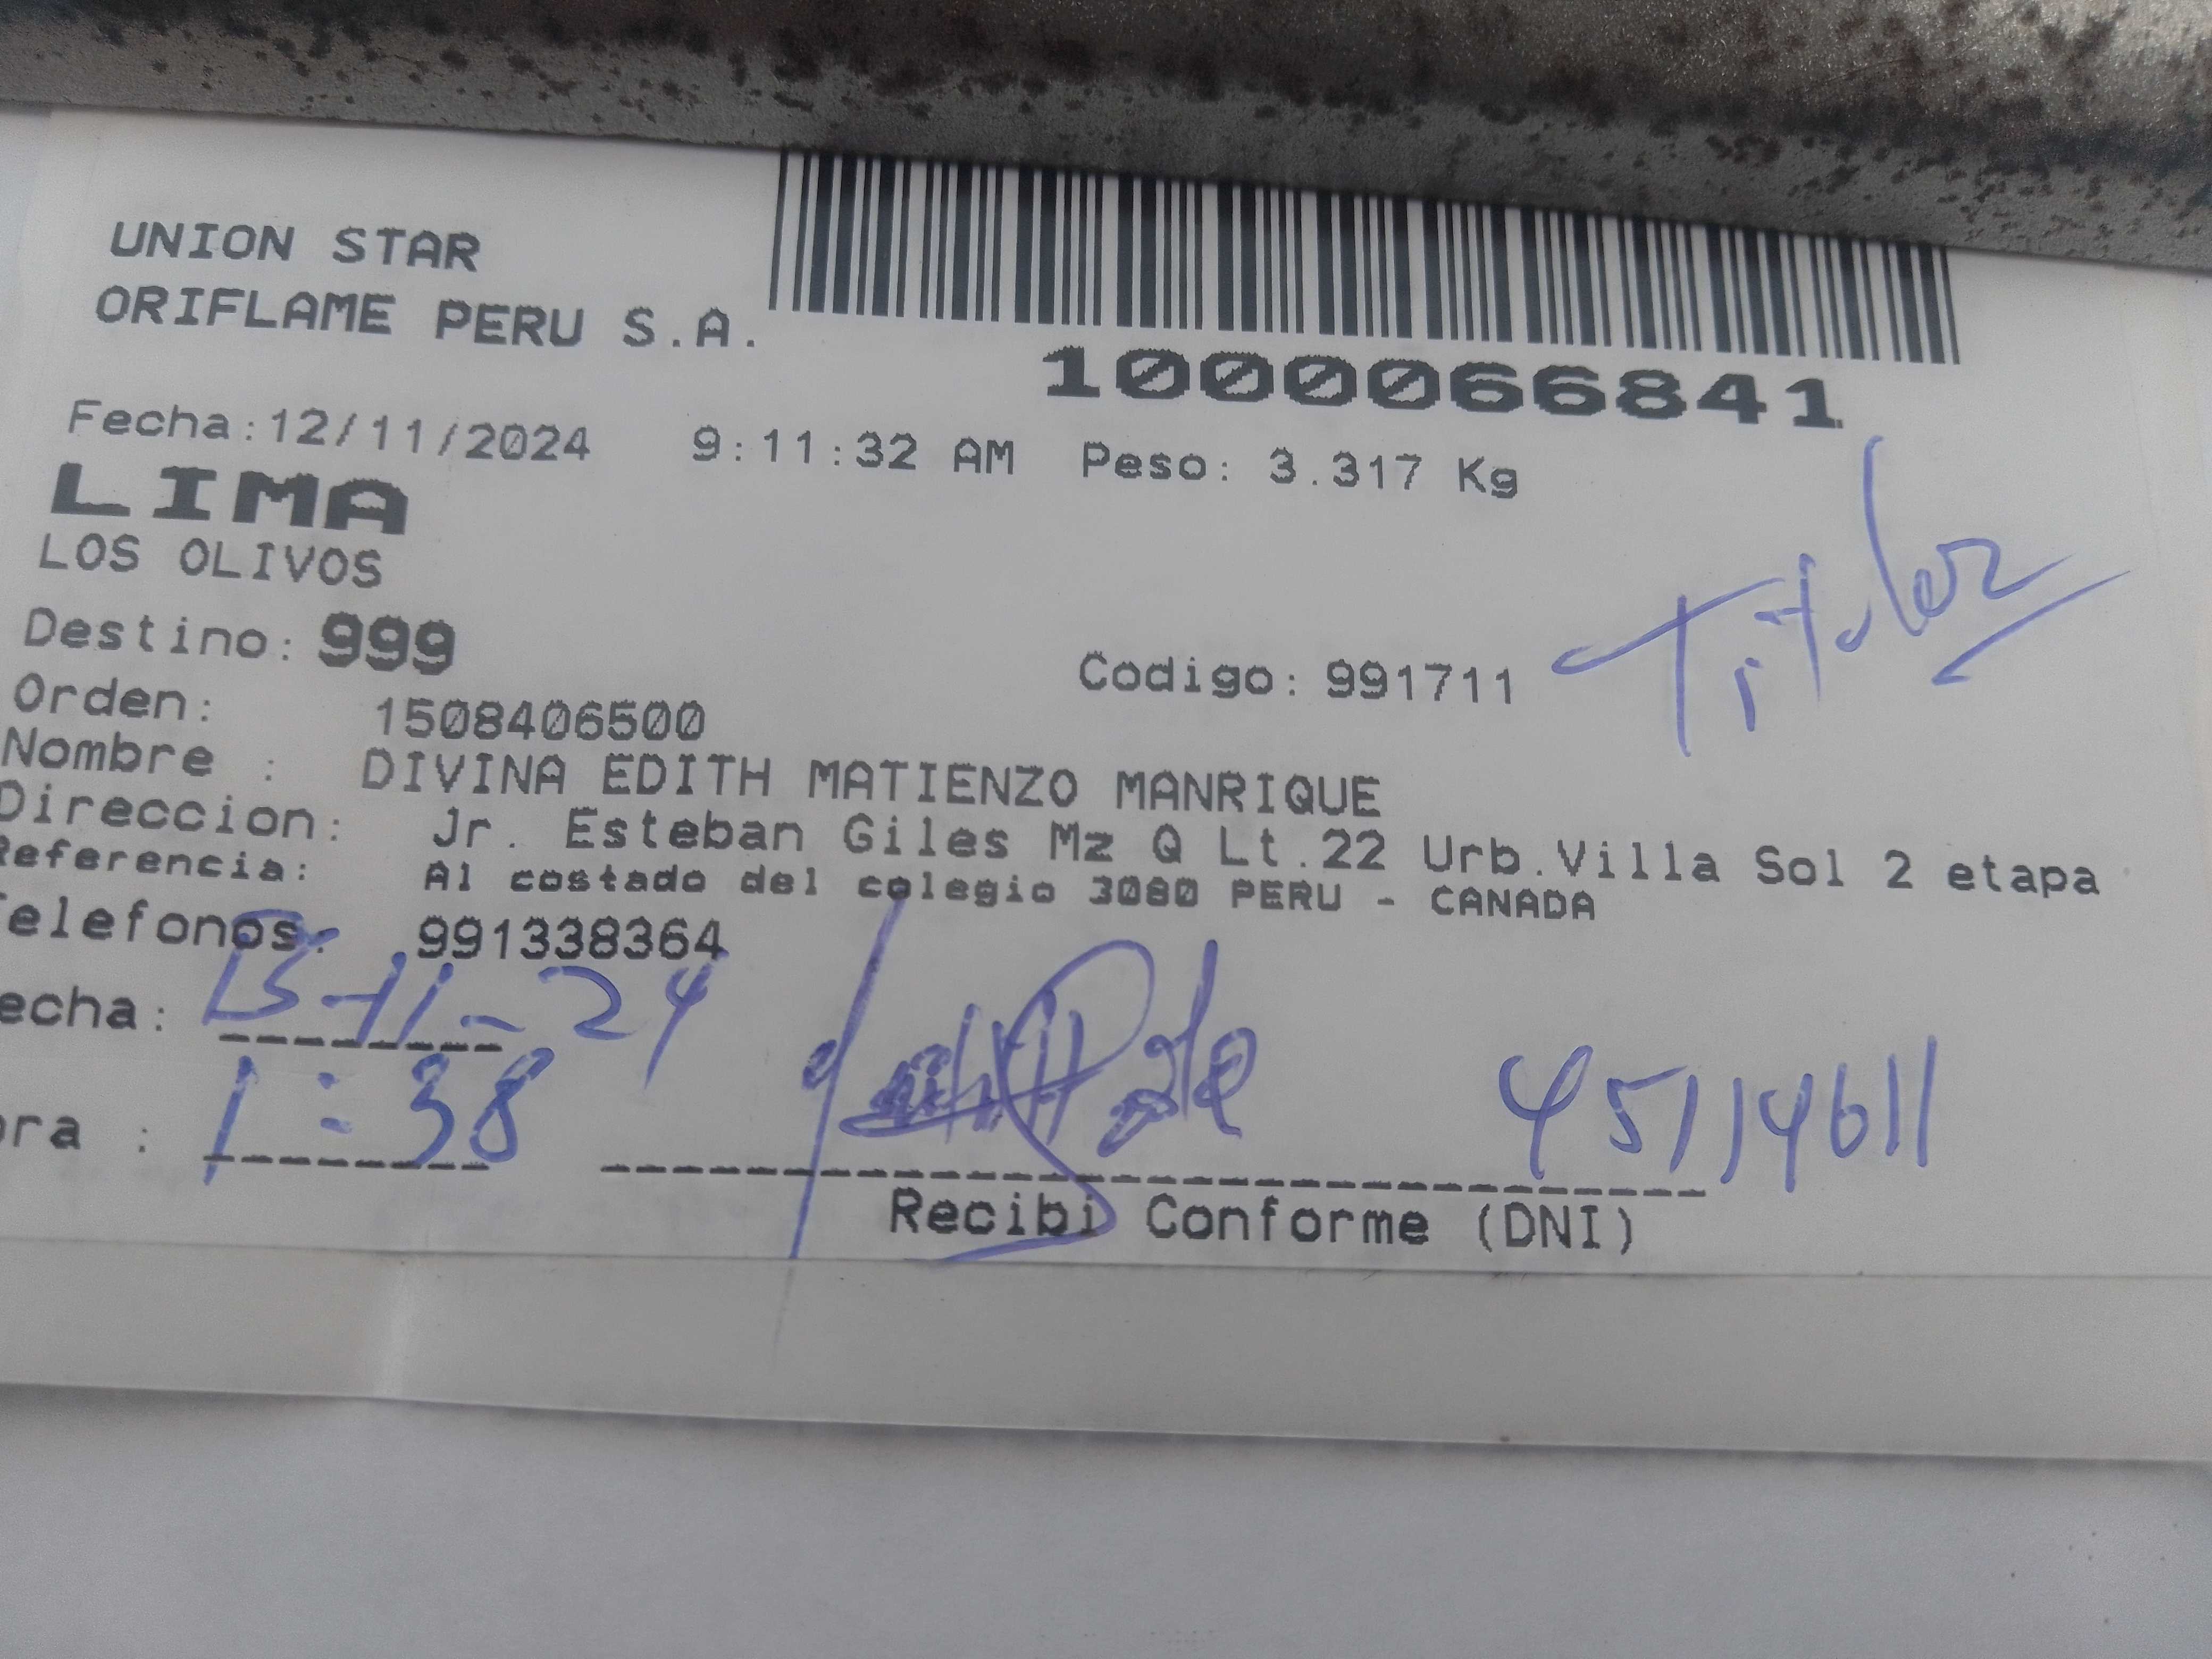 UNION STAR
ORIFLAME PERU S.A.
1000066841
Fecha:12/11/2024 9:11:32 AM Peso: 3.317 Kg
LIMA
LOS OLIVOS
Titular
Destino: 999 Codigo: 991711
Orden: 1508406500
Nombre : DIVINA EDITH MATIENZO MANRIQUE
Direccion: Jr. Esteban Giles Mz Q Lt.22 Urb.Villa Sol 2 etapa
Referencia: Al costado del colegio 3080 PERU - CANADA
Telefonos: 991338364
echa: 15-11-24
ora : 1:38 45114611
Recibi Conforme (DNI)